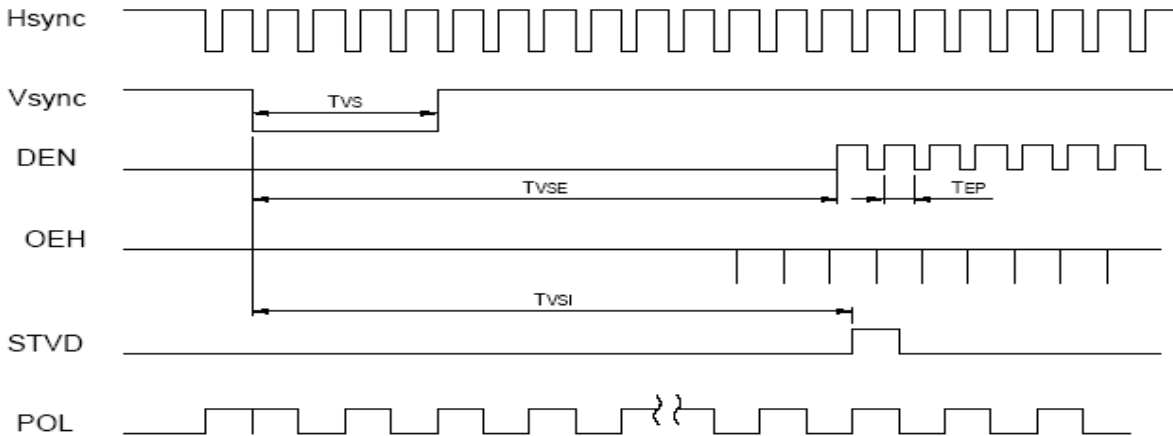 Hsync
Vsync
TVS
DEN
TVSE
TEP
OEH
TVSI
STVD
POL